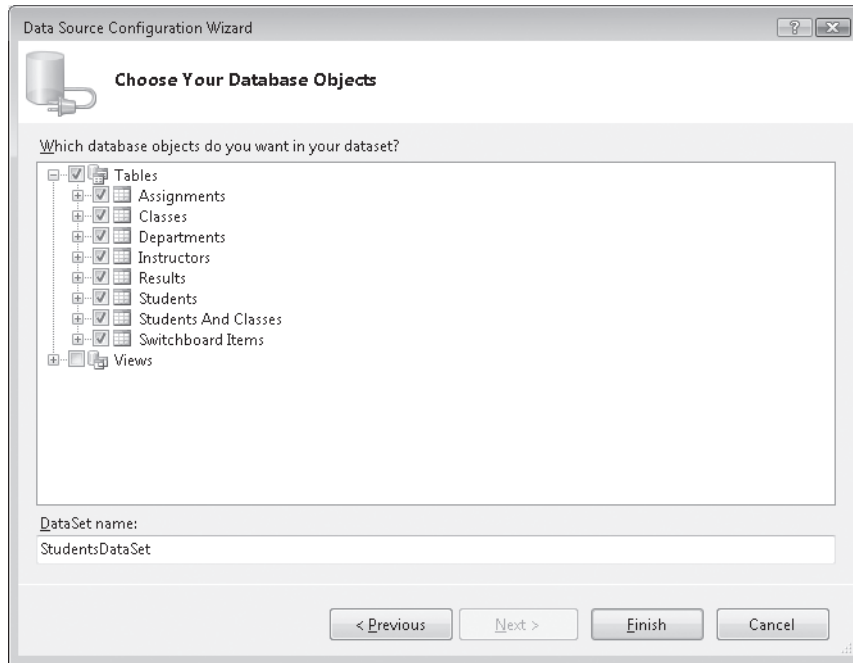 Data Source Configuration Wizard
Choose Your Database Objects
Which database objects do you want in your dataset?
Tables
Assignments
Classes
Departments
Instructors
Results
Students
Students And Classes
Switchboard Items
Views
DataSet name:
StudentsDataSet
< Previous
Next >
Finish
Cancel